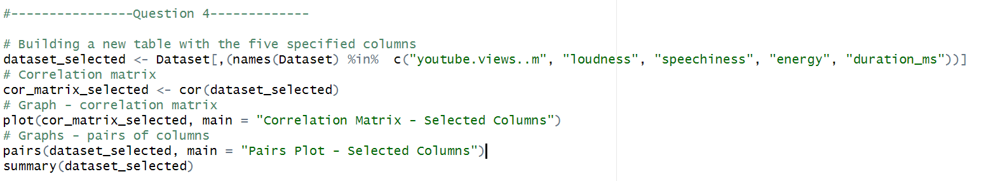 #----------------Question 4-------------
# Building a new table with the five specified columns
dataset_selected <- Dataset[,(names(Dataset) %in%  c("youtube.views..m", "loudness", "speechiness", "energy", "duration_ms"))]
# Correlation matrix
cor_matrix_selected <- cor(dataset_selected)
# Graph - correlation matrix
plot(cor_matrix_selected, main = "Correlation Matrix - Selected Columns")
# Graphs - pairs of columns
pairs(dataset_selected, main = "Pairs Plot - Selected Columns")
summary(dataset_selected)